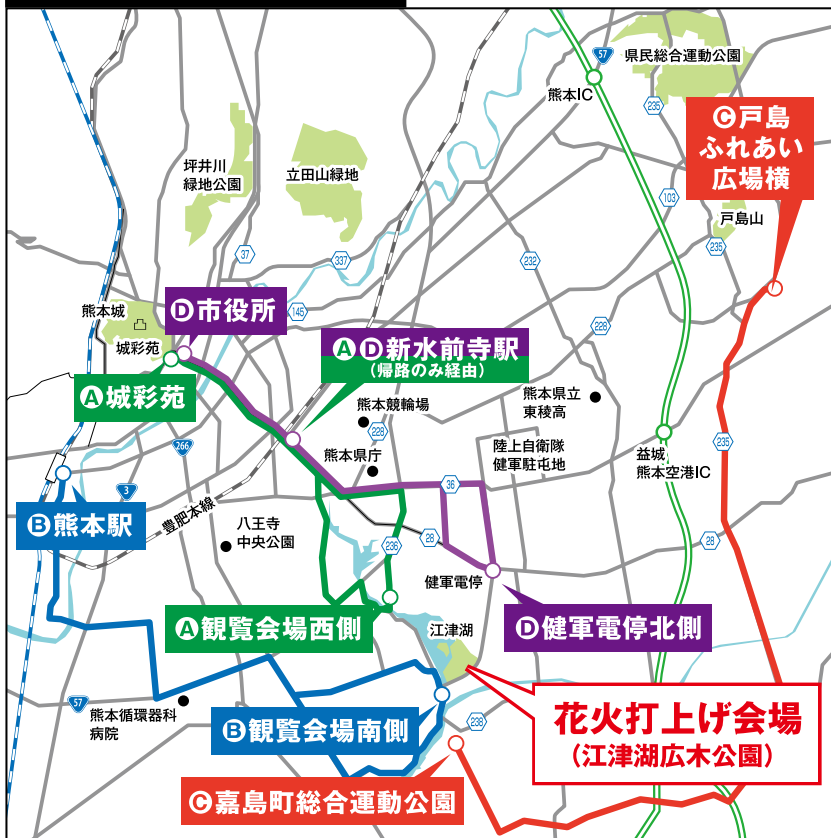 57
県民総合運動公園
熊本IC
235
Ⓒ戸島
ふれあい
広場横
坪井川
緑地公園
立田山緑地
103
戸島山
235
37
337
232
熊本城
145
Ⓓ市役所
城彩苑
228
ⒶⒹ新水前寺駅
(帰路のみ経由)
Ⓐ城彩苑
熊本競輪場
熊本県立
東稜高
266
228
熊本県庁
陸上自衛隊
健軍駐屯地
235
益城
熊本空港IC
3
36
Ⓑ熊本駅
豊肥本線
八王寺
中央公園
236
28
28
健軍電停
Ⓐ観覧会場西側
江津湖
Ⓓ健軍電停北側
57
熊本循環器科
病院
Ⓑ観覧会場南側
238
花火打上げ会場
(江津湖広木公園)
Ⓒ嘉島町総合運動公園